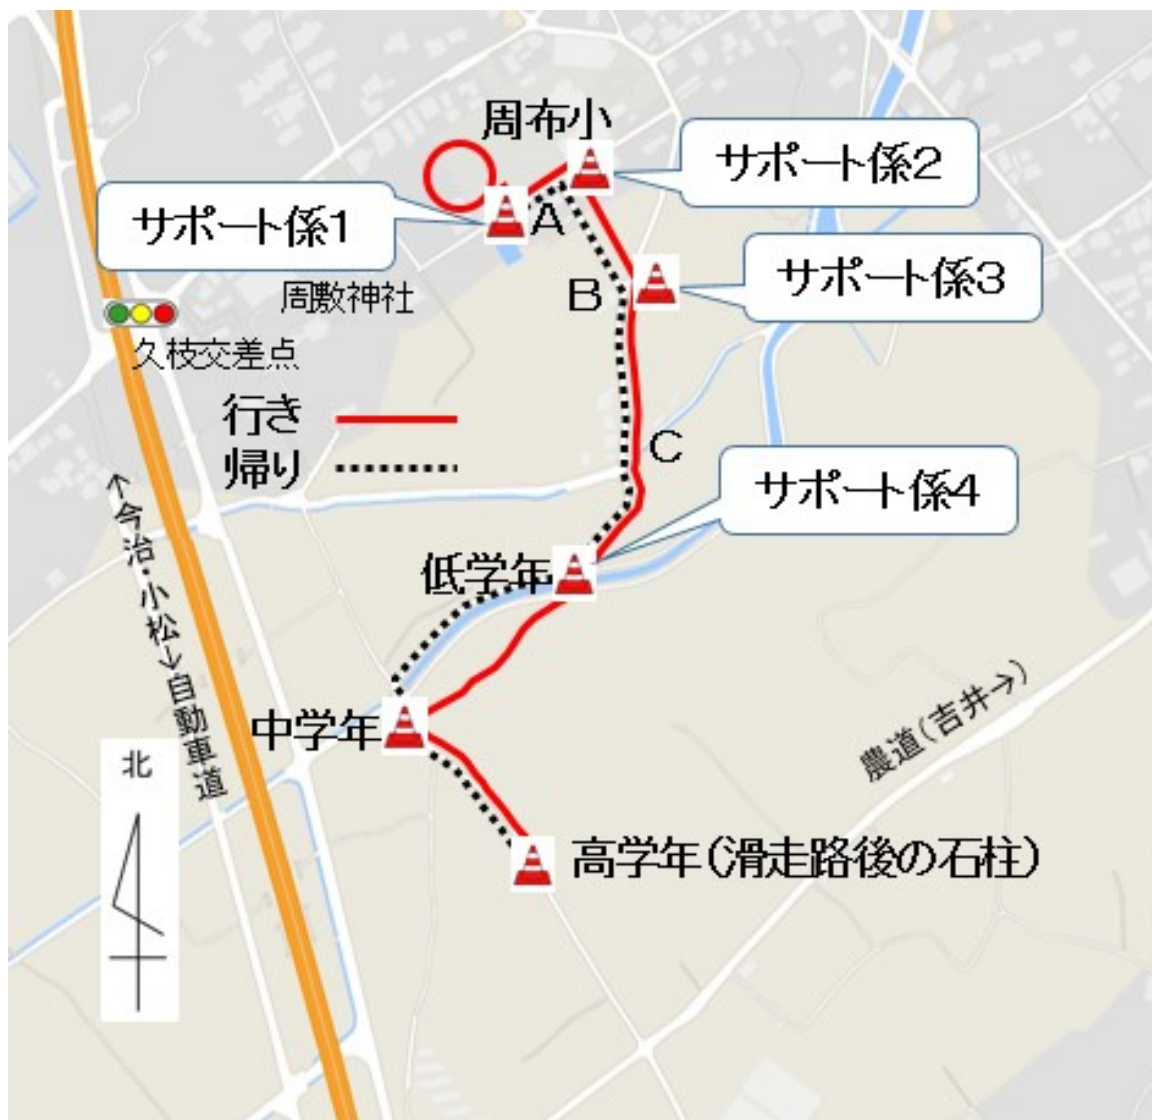 周布小
サポート係2
サポート係1
A
周敷神社
B
サポート係3
久枝交差点
行き
帰り
C
サポート係4
←今治・小松→自動車道
低学年
農道(吉井→)
中学年
北
高学年(滑走路後の石柱)